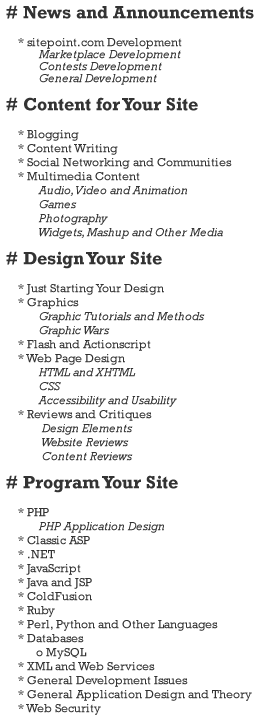 # News and Announcements
* sitepoint.com Development
Marketplace Development
Contests Development
General Development
# Content for Your Site
* Blogging
* Content Writing
* Social Networking and Communities
* Multimedia Content
Audio, Video and Animation
Games
Photography
Widgets, Mashup and Other Media
# Design Your Site
* Just Starting Your Design
* Graphics
Graphic Tutorials and Methods
Graphic Wars
* Flash and Actionscript
* Web Page Design
HTML and XHTML
CSS
Accessibility and Usability
* Reviews and Critiques
Design Elements
Website Reviews
Content Reviews
# Program Your Site
* PHP
PHP Application Design
* Classic ASP
* .NET
* JavaScript
* Java and JSP
* ColdFusion
* Ruby
* Perl, Python and Other Languages
* Databases
o MySQL
* XML and Web Services
* General Development Issues
* General Application Design and Theory
* Web Security